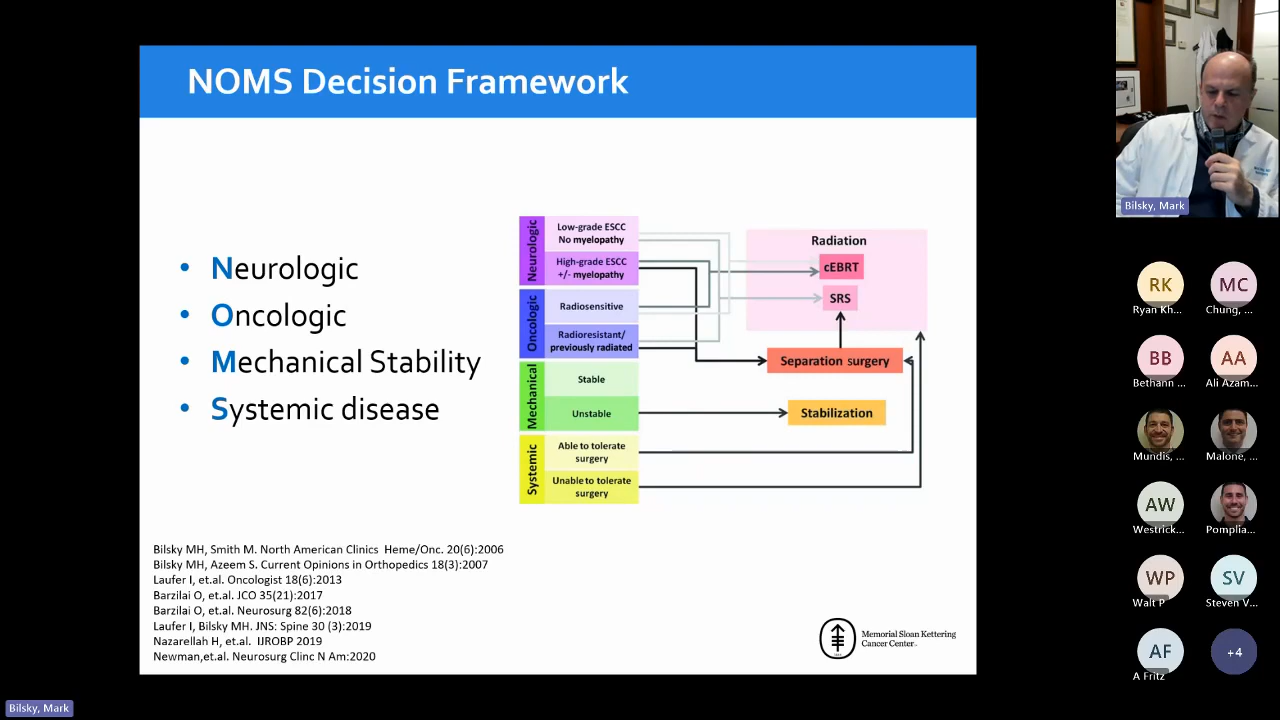 NOMS Decision Framework
• Neurologic
• Oncologic
• Mechanical Stability
• Systemic disease
Neurologic
Low-grade ESCC
No myelopathy
High-grade ESCC
+/- myelopathy
Oncologic
Radiosensitive
Radioresistant/
previously radiated
Mechanical
Stable
Unstable
Systemic
Able to tolerate
surgery
Unable to tolerate
surgery
Radiation
cEBRT
SRS
Separation surgery
Stabilization
Bilsky MH, Smith M. North American Clinics Heme/Onc. 20(6):2006
Bilsky MH, Azeem S. Current Opinions in Orthopedics 18(3):2007
Laufer I, et.al. Oncologist 18(6):2013
Barzilai O, et.al. JCO 35(21):2017
Barzilai O, et.al. Neurosurg 82(6):2018
Laufer I, Bilsky MH. JNS: Spine 30 (3):2019
Nazarellah H, et.al. IJROBP 2019
Newman,et.al. Neurosurg Clinc N Am:2020
Memorial Sloan Kettering
Cancer Center
Bilsky, Mark
RK
Ryan Kh...
MC
Chung, ...
BB
Bethann ...
AA
Ali Azam...
Mundis, ...
Malone, ...
AW
Westrick...
Pomplia...
WP
Walt P
SV
Steven V...
AF
A Fritz
+4
Bilsky, Mark